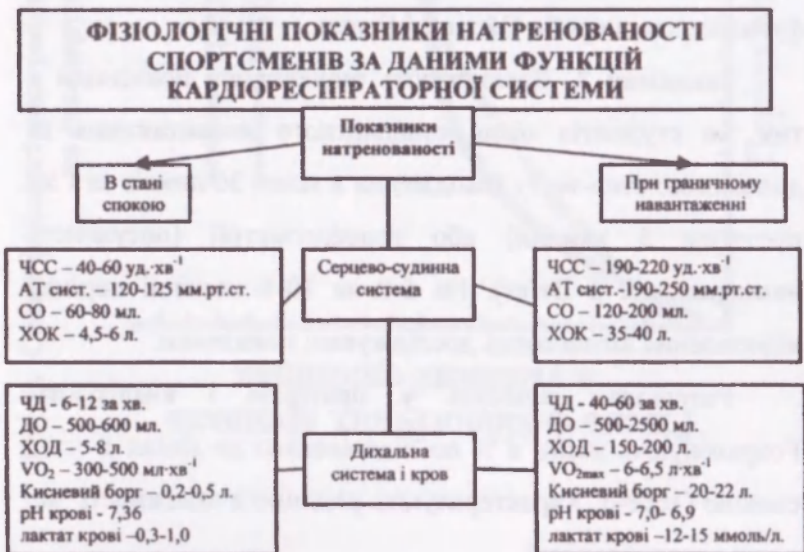 ФІЗІОЛОГІЧНІ ПОКАЗНИКИ НАТРЕНОВАНОСТІ
СПОРТСМЕНІВ ЗА ДАНИМИ ФУНКЦІЙ
КАРДІОРЕСПІРАТОРНОЇ СИСТЕМИ
Показники
натренованості
В стані
спокою
При граничному
навантаженні
ЧСС – 40-60 уд.·хв⁻¹
АТ сист. – 120-125 мм.рт.ст.
СО – 60-80 мл.
ХОК – 4,5-6 л.
Серцево-судинна
система
ЧСС – 190-220 уд.·хв⁻¹
АТ сист.-190-250 мм.рт.ст.
СО – 120-200 мл.
ХОК – 35-40 л.
ЧД - 6-12 за хв.
ДО - 500-600 мл.
ХОД - 5-8 л.
VO₂ – 300-500 мл·хв⁻¹
Кисневий борг – 0,2-0,5 л.
рН крові - 7,36
лактат крові –0,3-1,0
Дихальна
система і кров
ЧД - 40-60 за хв.
ДО - 500-2500 мл.
ХОД - 150-200 л.
VO₂max – 6-6,5 л·хв⁻¹
Кисневий борг – 20-22 л.
рН крові - 7,0- 6,9
лактат крові –12-15 ммоль/л.